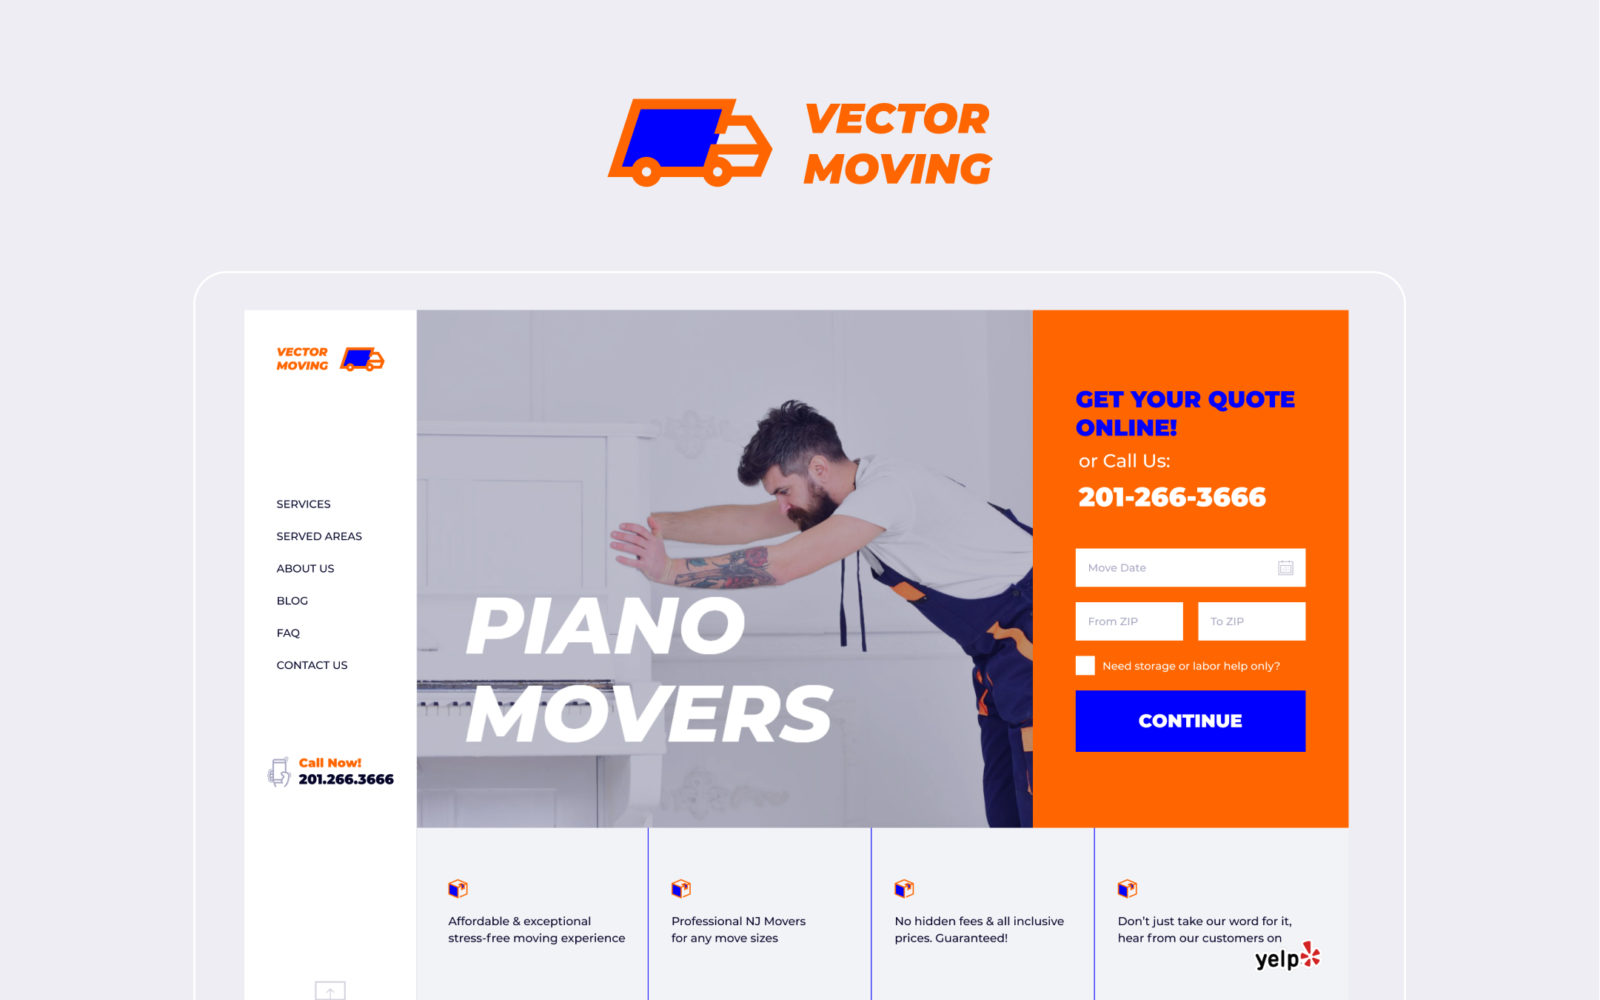 VECTOR
MOVING
VECTOR
MOVING
SERVICES
SERVED AREAS
ABOUT US
BLOG
FAQ
CONTACT US
Call Now!
201.266.3666
PIANO
MOVERS
GET YOUR QUOTE
ONLINE!
or Call Us:
201-266-3666
Move Date
From ZIP
To ZIP
Need storage or labor help only?
CONTINUE
Affordable & exceptional
stress-free moving experience
Professional NJ Movers
for any move sizes
No hidden fees & all inclusive
prices. Guaranteed!
Don't just take our word for it,
hear from our customers on
yelp